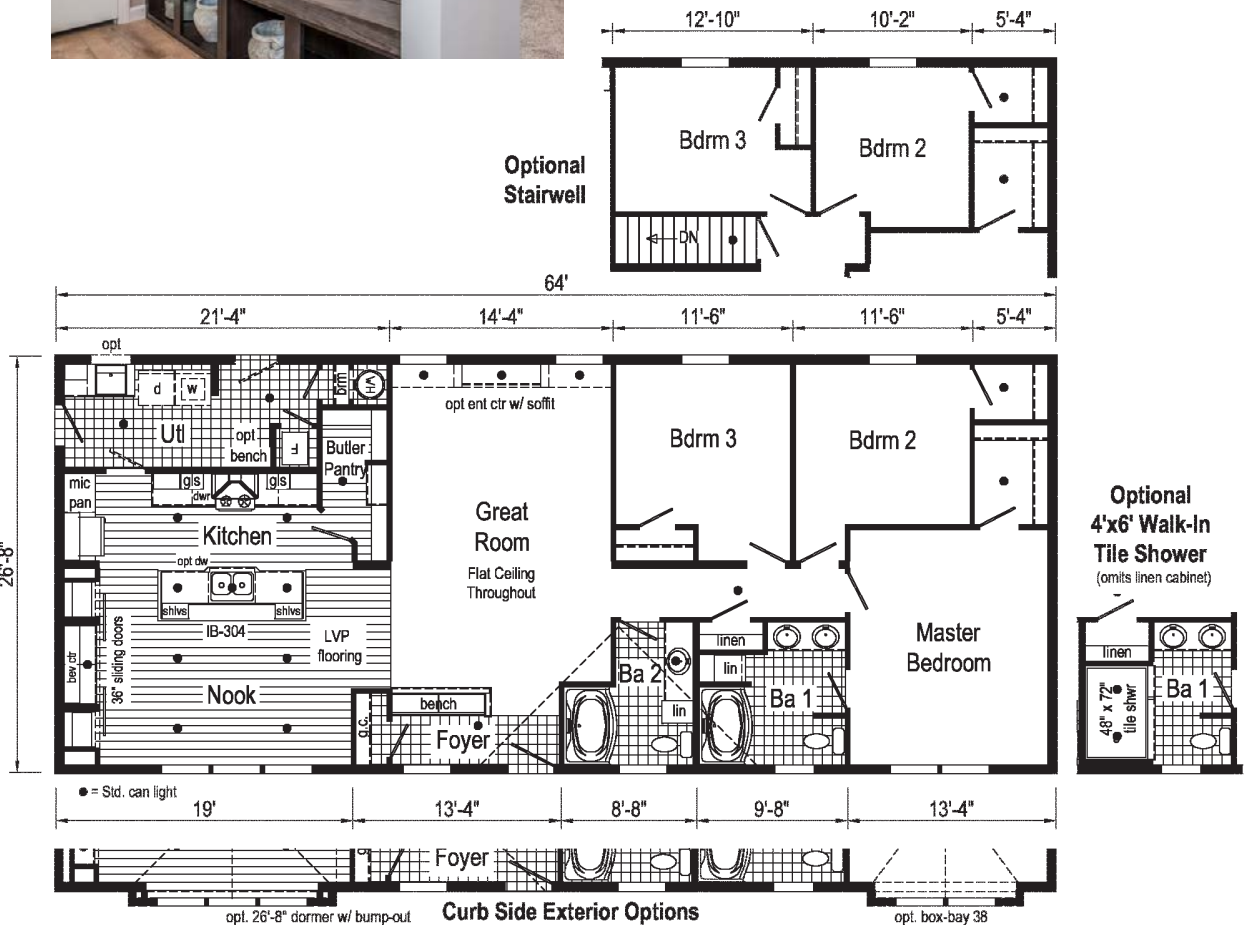 12'-10"
10'-2"
5'-4"
Bdrm 3
Bdrm 2
Optional
Stairwell
DN
64'
21'-4"
14'-4"
11'-6"
11'-6"
5'-4"
26'-8"
opt
d
w
brm
WH
Utl
opt
bench
F
Butler
Pantry
opt ent ctr w/ soffit
Bdrm 3
Bdrm 2
mic
pan
g|s
dwr
g|s
Kitchen
opt dw
shlvs
shlvs
IB-304
LVP
flooring
bev ctr
36" sliding doors
Nook
Great
Room
Flat Ceiling
Throughout
g.c.
bench
Foyer
Ba 2
lin
linen
lin
Ba 1
Master
Bedroom
Optional
4'x6' Walk-In
Tile Shower
(omits linen cabinet)
linen
48" x 72"
tile shwr
Ba 1
● = Std. can light
19'
13'-4"
8'-8"
9'-8"
13'-4"
Foyer
opt. 26'-8" dormer w/ bump-out
Curb Side Exterior Options
opt. box-bay 38